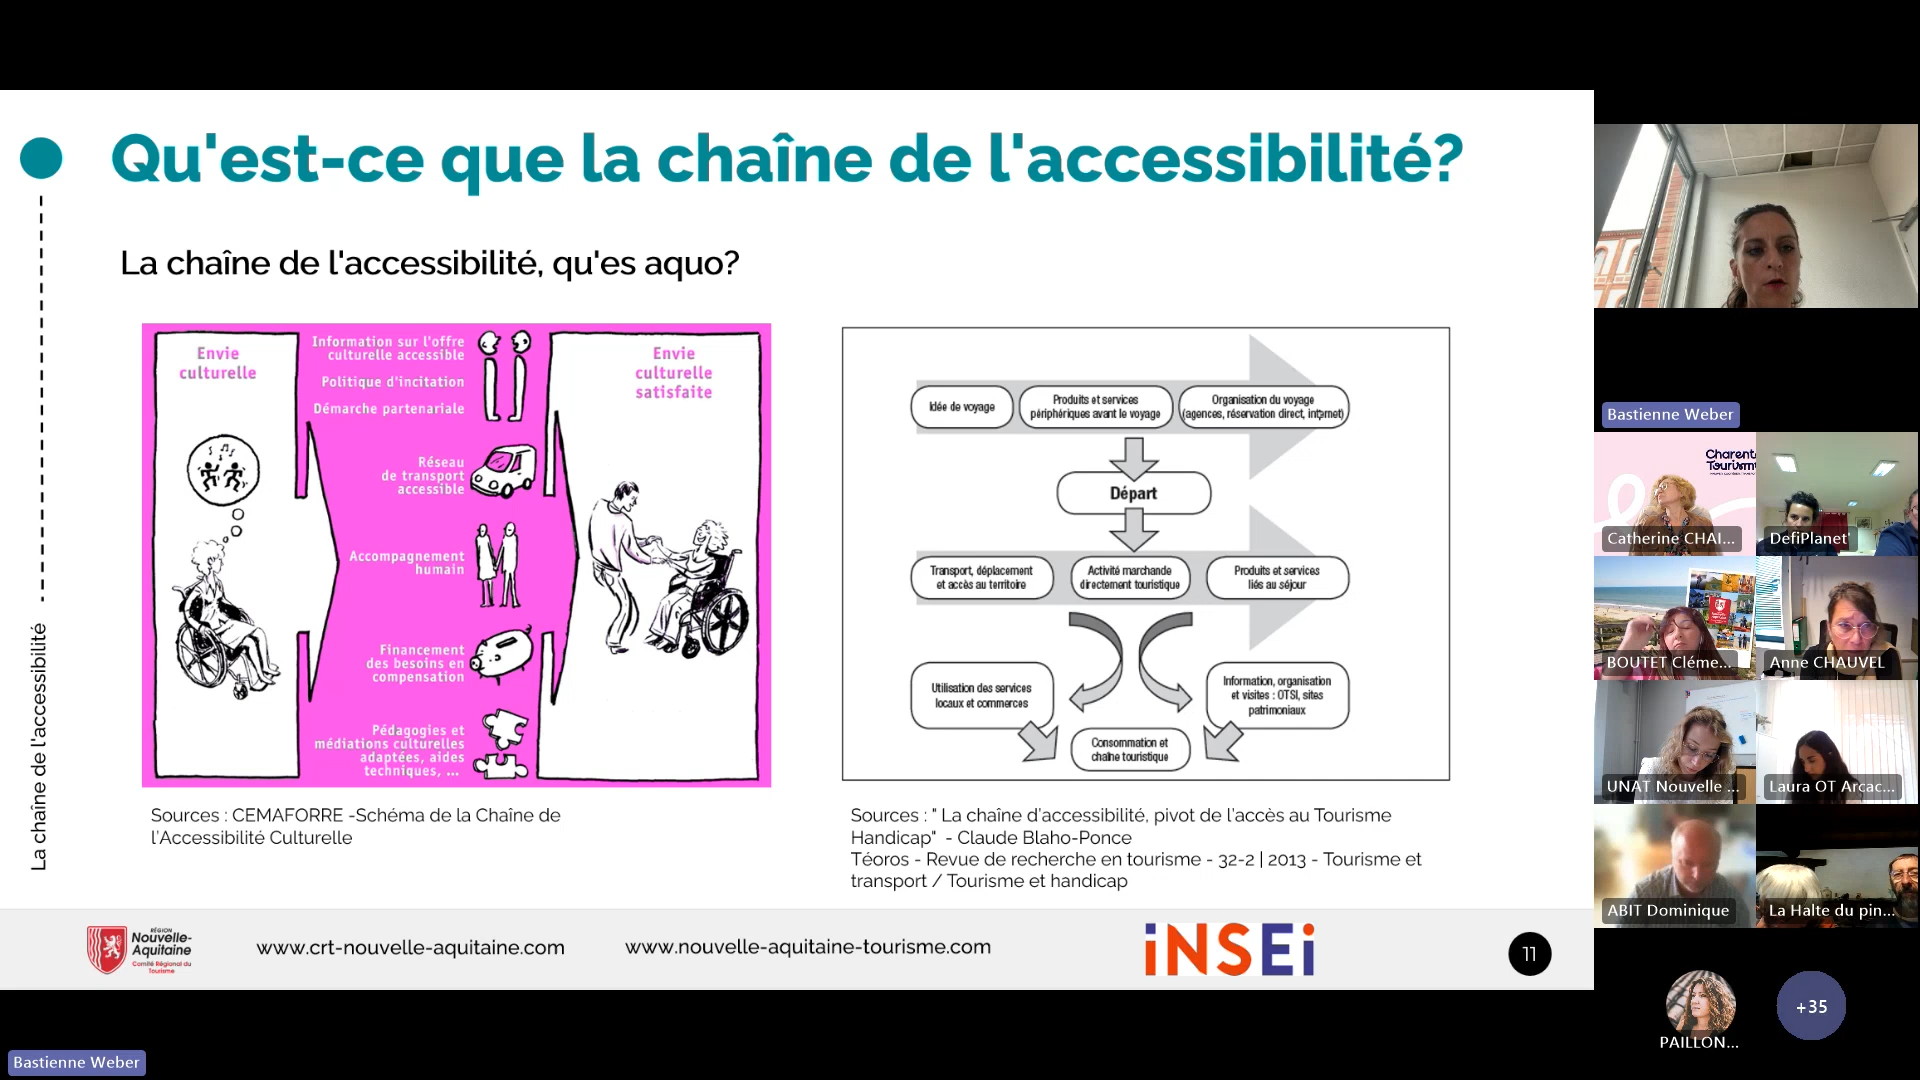 Qu'est-ce que la chaîne de l'accessibilité?
La chaîne de l'accessibilité, qu'es aquo?
La chaîne de l'accessibilité
Envie
culturelle
Information sur l'offre
culturelle accessible
Politique d'incitation
Démarche partenariale
Réseau
de transport
accessible
Accompagnement
humain
Financement
des besoins en
compensation
Pédagogies et
médiations culturelles
adaptées, aides
techniques, ...
Envie
culturelle
satisfaite
Sources : CEMAFORRE -Schéma de la Chaîne de
l'Accessibilité Culturelle
Idée de voyage
Produits et services
périphériques avant le voyage
Organisation du voyage
(agences, réservation direct, internet)
Départ
Transport, déplacement
et accès au territoire
Activité marchande
directement touristique
Produits et services
liés au séjour
Utilisation des services
locaux et commerces
Information, organisation
et visites : OTSI, sites
patrimoniaux
Consommation et
chaîne touristique
Sources : " La chaîne d'accessibilité, pivot de l'accès au Tourisme
Handicap" - Claude Blaho-Ponce
Téoros - Revue de recherche en tourisme - 32-2 | 2013 - Tourisme et
transport / Tourisme et handicap
RÉGION
Nouvelle-
Aquitaine
Comité Régional du
Tourisme
www.crt-nouvelle-aquitaine.com
www.nouvelle-aquitaine-tourisme.com
iNSEi
11
Bastienne Weber
Bastienne Weber
Charent
Tourism
Catherine CHAI...
DefiPlanet'
BOUTET Cléme...
Anne CHAUVEL
UNAT Nouvelle ...
Laura OT Arcac...
ABIT Dominique
La Halte du pin...
PAILLON...
+35